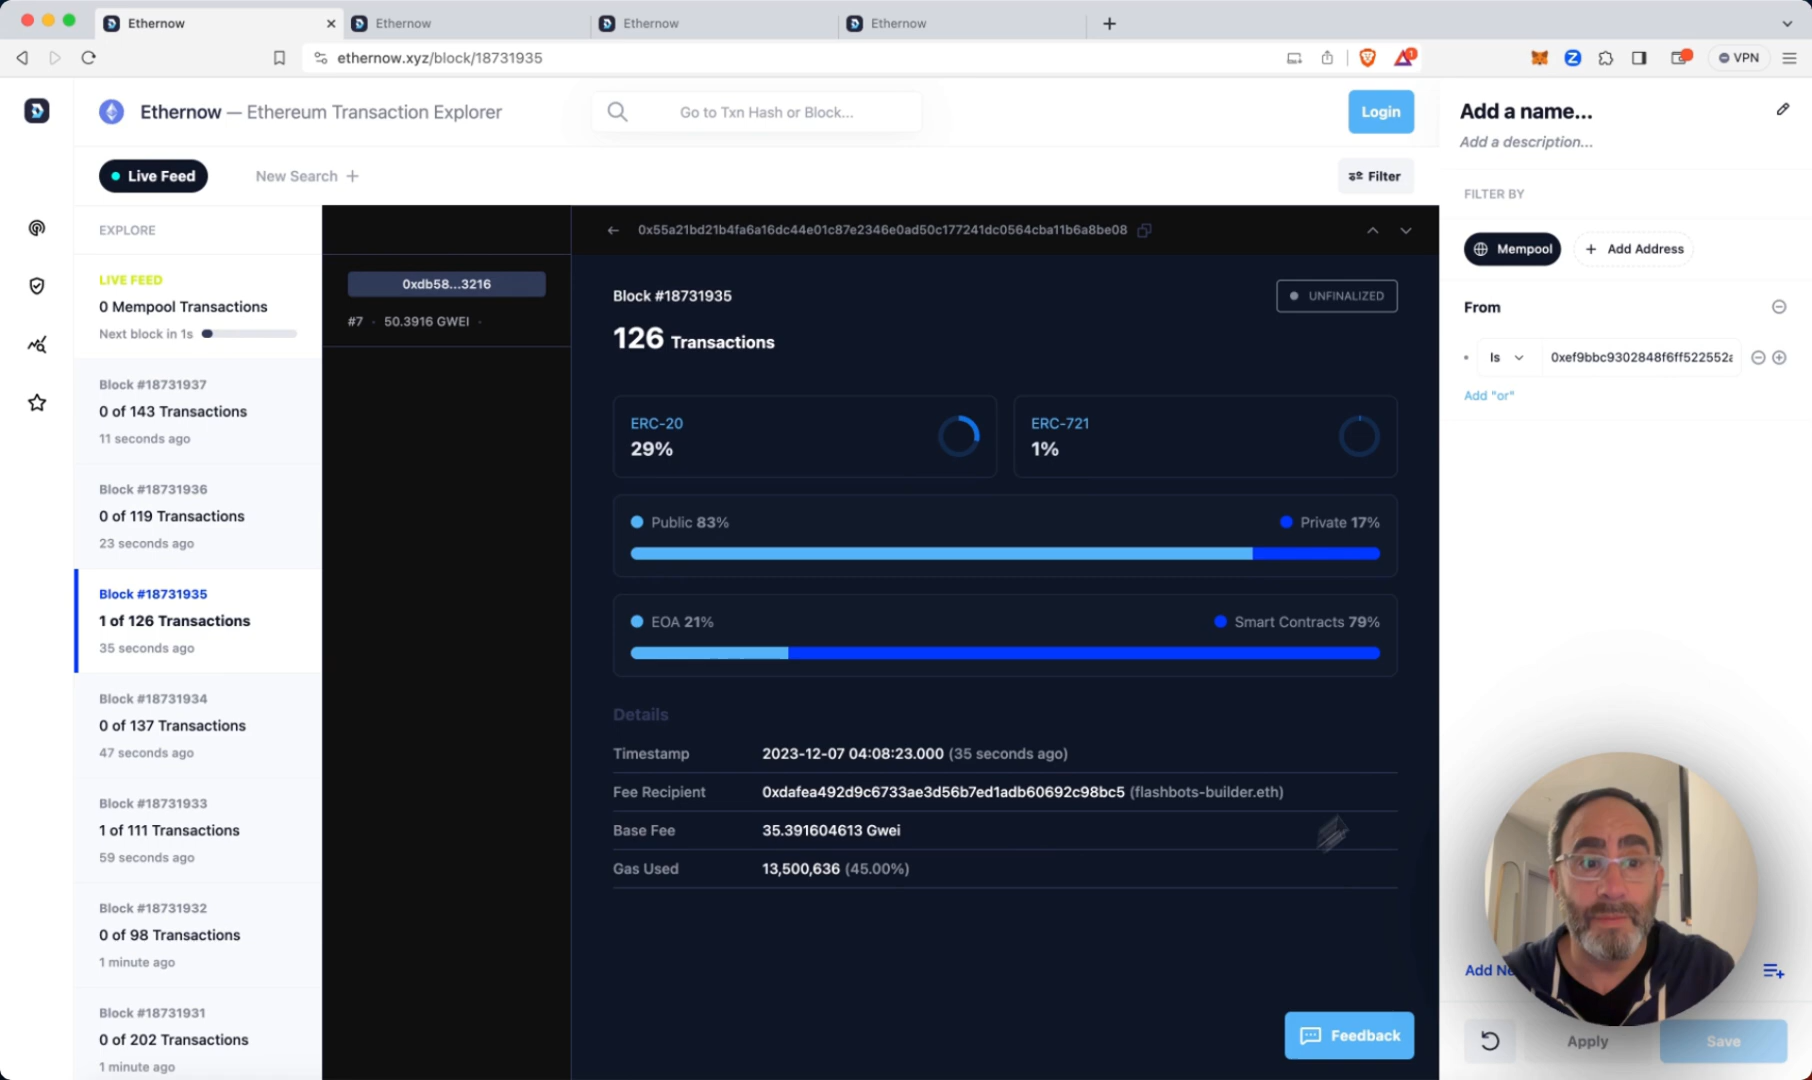 Ethernow
Ethernow
Ethernow
Ethernow
ethernow.xyz/block/18731935
1
VPN
Ethernow — Ethereum Transaction Explorer
Go to Txn Hash or Block...
Login
Live Feed
New Search
Filter
EXPLORE
LIVE FEED
0 Mempool Transactions
Next block in 1s
Block #18731937
0 of 143 Transactions
11 seconds ago
Block #18731936
0 of 119 Transactions
23 seconds ago
Block #18731935
1 of 126 Transactions
35 seconds ago
Block #18731934
0 of 137 Transactions
47 seconds ago
Block #18731933
1 of 111 Transactions
59 seconds ago
Block #18731932
0 of 98 Transactions
1 minute ago
Block #18731931
0 of 202 Transactions
1 minute ago
0xdb58...3216
#7 · 50.3916 GWEI ·
0x55a21bd21b4fa6a16dc44e01c87e2346e0ad50c177241dc0564cba11b6a8be08
Block #18731935
UNFINALIZED
126 Transactions
ERC-20
29%
ERC-721
1%
Public 83%
Private 17%
EOA 21%
Smart Contracts 79%
Details
Timestamp 2023-12-07 04:08:23.000 (35 seconds ago)
Fee Recipient 0xdafea492d9c6733ae3d56b7ed1adb60692c98bc5 (flashbots-builder.eth)
Base Fee 35.391604613 Gwei
Gas Used 13,500,636 (45.00%)
Feedback
Add a name...
Add a description...
FILTER BY
Mempool
Add Address
From
Is
0xef9bbc9302848f6ff522552a
Add "or"
Add Ne
Apply
Save